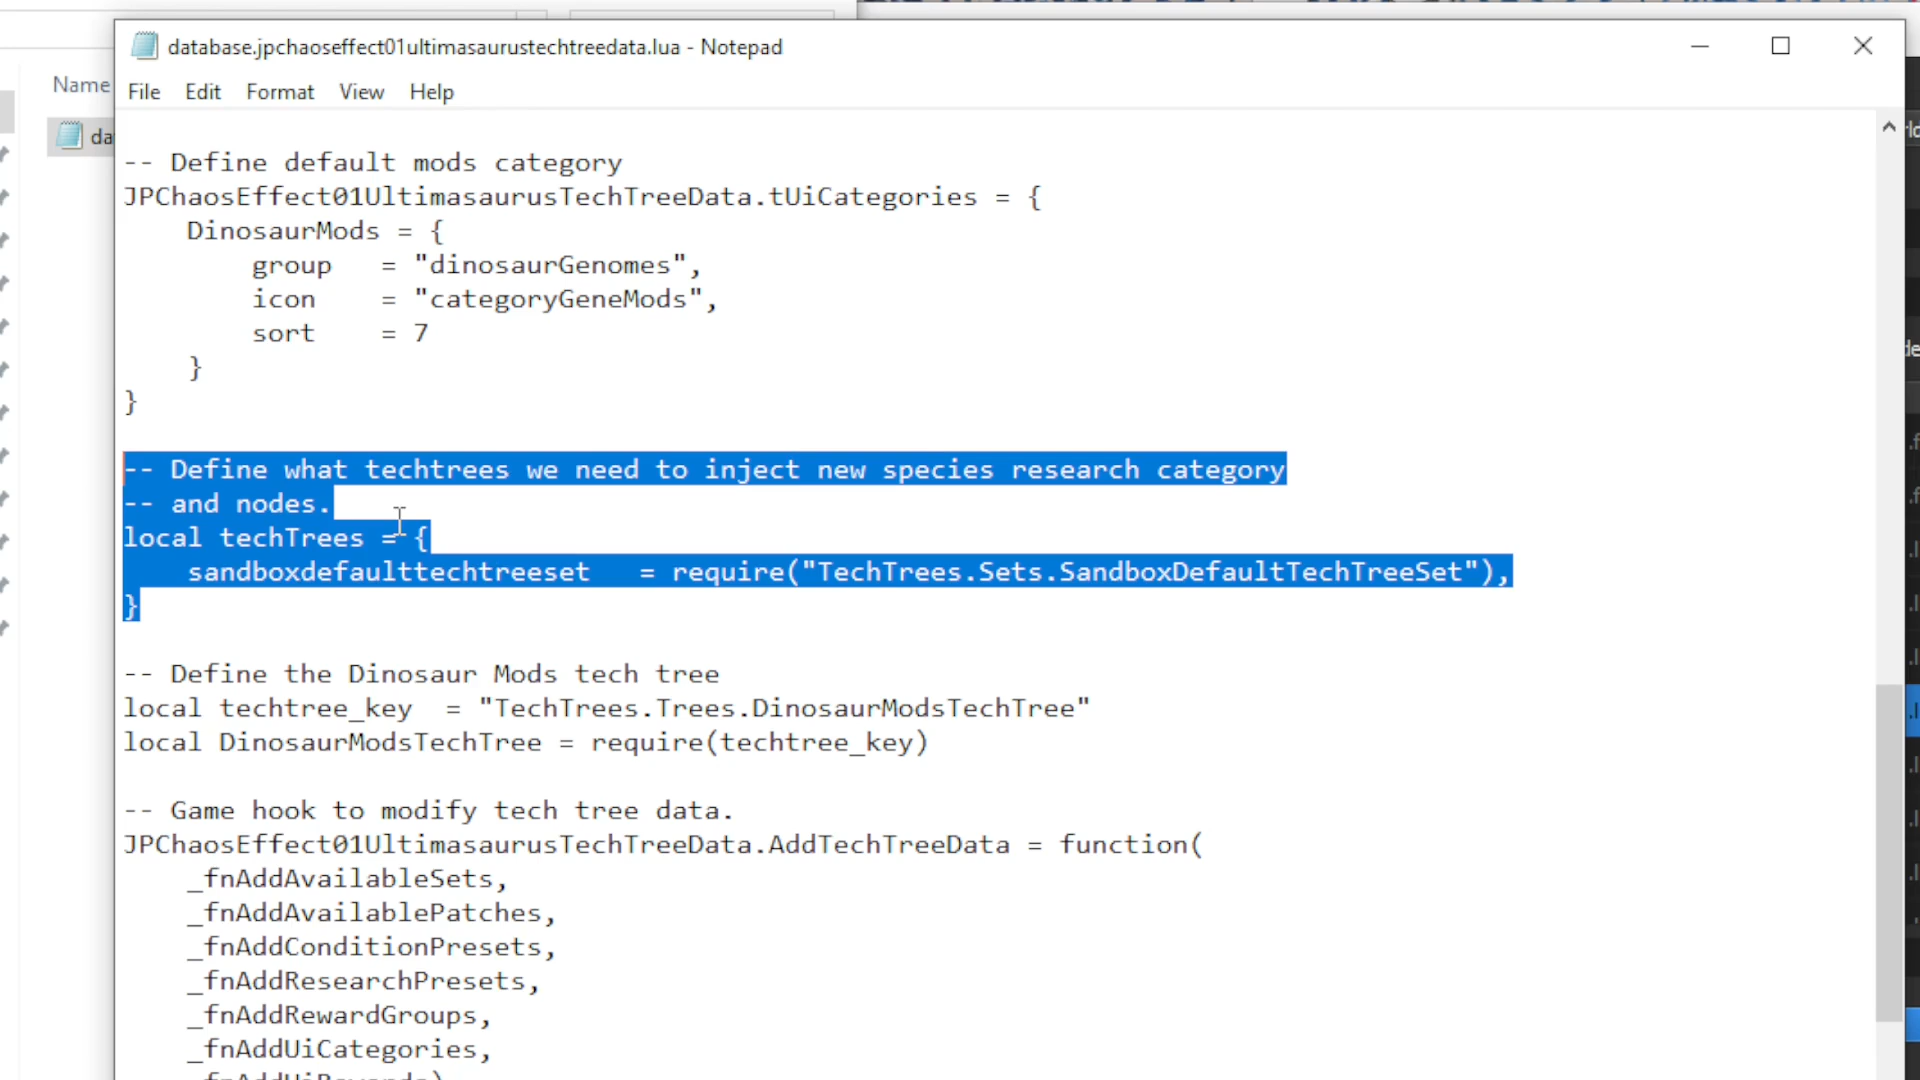 database.jpchaoseffect01ultimasaurustechtreedata.lua - Notepad
Name
File Edit Format View Help
da
-- Define default mods category
JPChaosEffect01UltimasaurusTechTreeData.tUiCategories = {
    DinosaurMods = {
        group   = "dinosaurGenomes",
        icon    = "categoryGeneMods",
        sort    = 7
    }
}
-- Define what techtrees we need to inject new species research category
-- and nodes.
local techTrees = {
    sandboxdefaulttechtreeset   = require("TechTrees.Sets.SandboxDefaultTechTreeSet"),
}
-- Define the Dinosaur Mods tech tree
local techtree_key  = "TechTrees.Trees.DinosaurModsTechTree"
local DinosaurModsTechTree = require(techtree_key)
-- Game hook to modify tech tree data.
JPChaosEffect01UltimasaurusTechTreeData.AddTechTreeData = function(
    _fnAddAvailableSets,
    _fnAddAvailablePatches,
    _fnAddConditionPresets,
    _fnAddResearchPresets,
    _fnAddRewardGroups,
    _fnAddUiCategories,